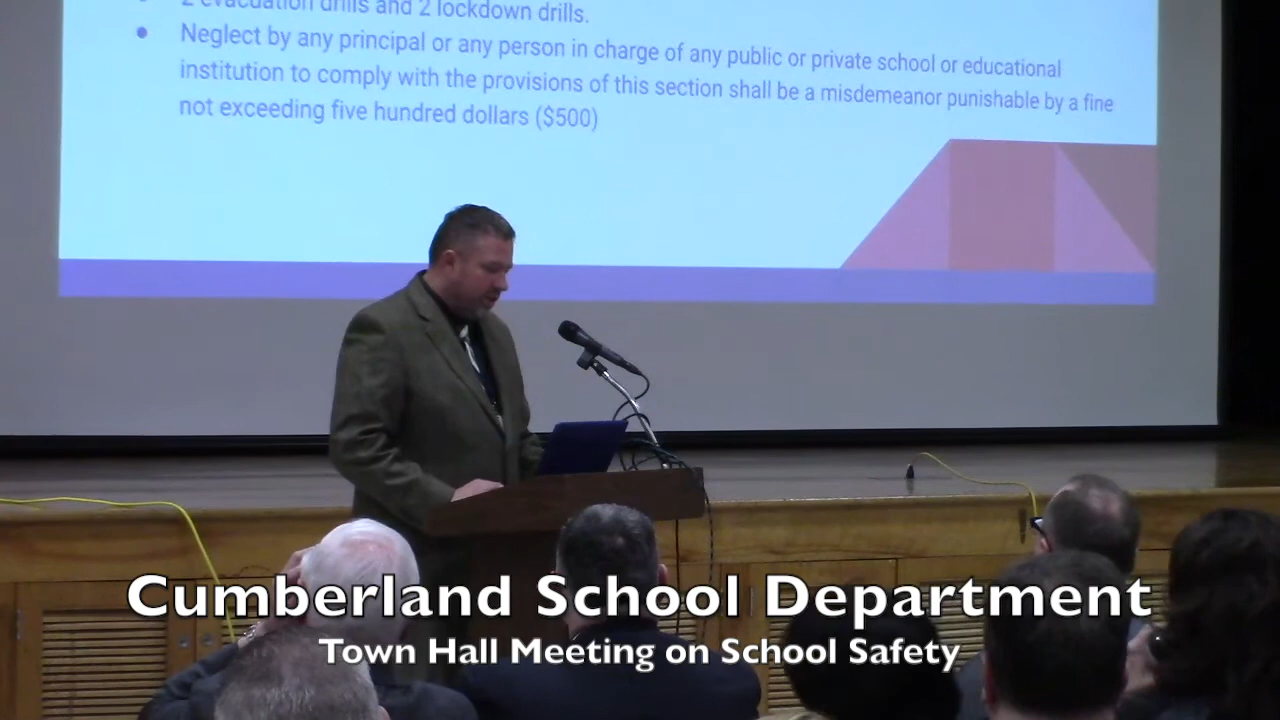 2 evacuation drills and 2 lockdown drills.
Neglect by any principal or any person in charge of any public or private school or educational
institution to comply with the provisions of this section shall be a misdemeanor punishable by a fine
not exceeding five hundred dollars ($500)
Cumberland School Department
Town Hall Meeting on School Safety